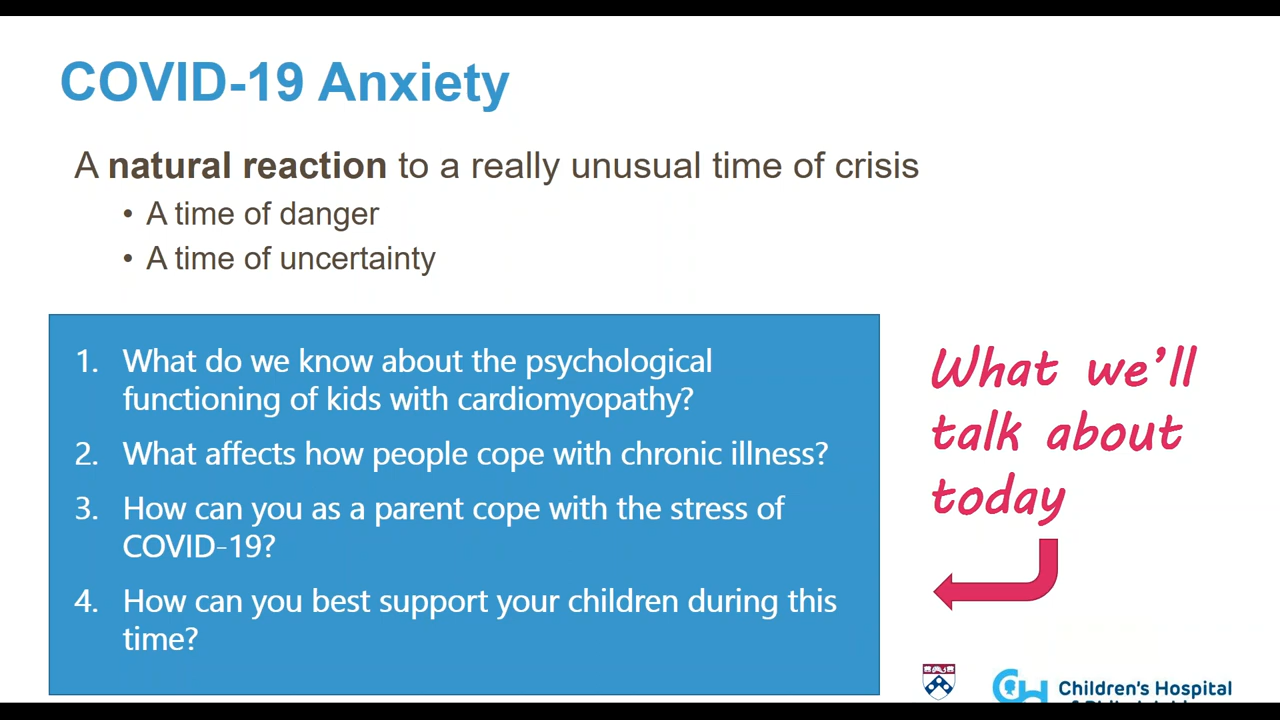 COVID-19 Anxiety
A natural reaction to a really unusual time of crisis
• A time of danger
• A time of uncertainty
1. What do we know about the psychological
functioning of kids with cardiomyopathy?
2. What affects how people cope with chronic illness?
3. How can you as a parent cope with the stress of
COVID-19?
4. How can you best support your children during this
time?
What we'll
talk about
today
Children's Hospital